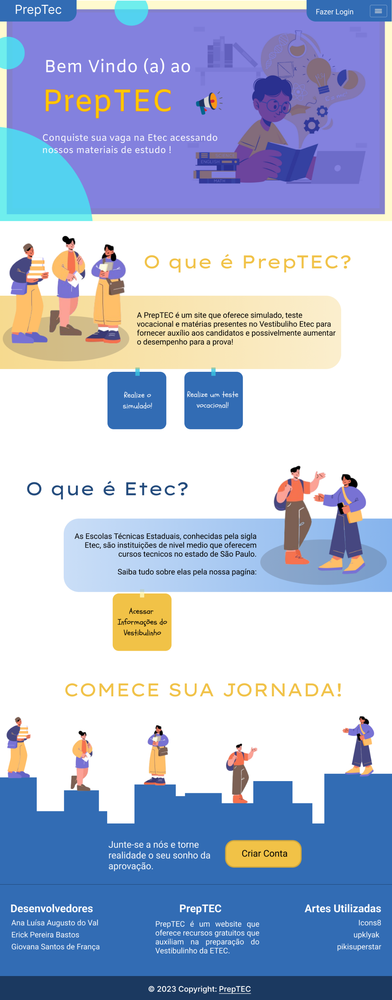 PrepTec
Fazer Login
Bem Vindo (a) ao
PrepTEC
Conquiste sua vaga na Etec acessando
nossos materiais de estudo !
E = mc²
SCIENCE
ENGLISH
MATH
O que é PrepTEC?
A PrepTEC é um site que oferece simulado, teste
vocacional e matérias presentes no Vestibuliho Etec para
fornecer auxílio aos candidatos e possivelmente aumentar
o desempenho para a prova!
Realize o
simulado!
Realize um teste
vocacional!
O que é Etec?
As Escolas Técnicas Estaduais, conhecidas pela sigla
Etec, são instituições de nivel medio que oferecem
cursos tecnicos no estado de São Paulo.
Saiba tudo sobre elas pela nossa pagína:
Acessar
Informações do
Vestibulinho
COMECE SUA JORNADA!
Junte-se a nós e torne
realidade o seu sonho da
aprovação.
Criar Conta
Desenvolvedores
Ana Luísa Augusto do Val
Erick Pereira Bastos
Giovana Santos de França
PrepTEC
PrepTEC é um website que
oferece recursos gratuitos que
auxiliam na preparação do
Vestibulinho da ETEC.
Artes Utilizadas
Icons8
upklyak
pikisuperstar
© 2023 Copyright: PrepTEC